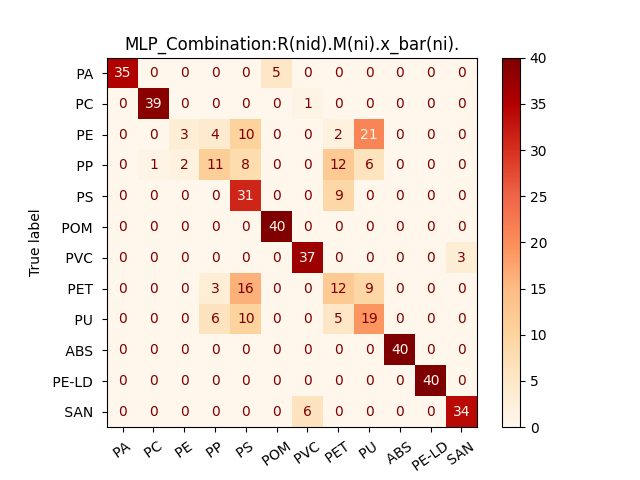 MLP_Combination:R(nid).M(ni).x_bar(ni).
True label
PA 35 0 0 0 0 5 0 0 0 0 0 0
PC 0 39 0 0 0 0 1 0 0 0 0 0
PE 0 0 3 4 10 0 0 2 21 0 0 0
PP 0 1 2 11 8 0 0 12 6 0 0 0
PS 0 0 0 0 31 0 0 9 0 0 0 0
POM 0 0 0 0 0 40 0 0 0 0 0 0
PVC 0 0 0 0 0 0 37 0 0 0 0 3
PET 0 0 0 3 16 0 0 12 9 0 0 0
PU 0 0 0 6 10 0 0 5 19 0 0 0
ABS 0 0 0 0 0 0 0 0 0 40 0 0
PE-LD 0 0 0 0 0 0 0 0 0 0 40 0
SAN 0 0 0 0 0 0 6 0 0 0 0 34
PA PC PE PP PS POM PVC PET PU ABS PE-LD SAN
40
35
30
25
20
15
10
5
0